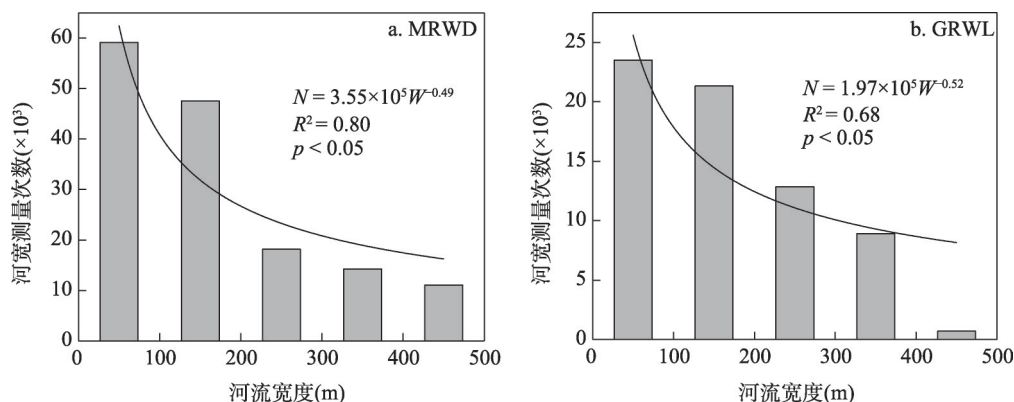 a. MRWD
N = 3.55×10⁵W⁻⁰·⁴⁹
R² = 0.80
p < 0.05
河宽测量次数(×10³)
60
50
40
30
20
10
0
0 100 200 300 400 500
河流宽度(m)
b. GRWL
N = 1.97×10⁵W⁻⁰·⁵²
R² = 0.68
p < 0.05
河宽测量次数(×10³)
25
20
15
10
5
0
0 100 200 300 400 500
河流宽度(m)